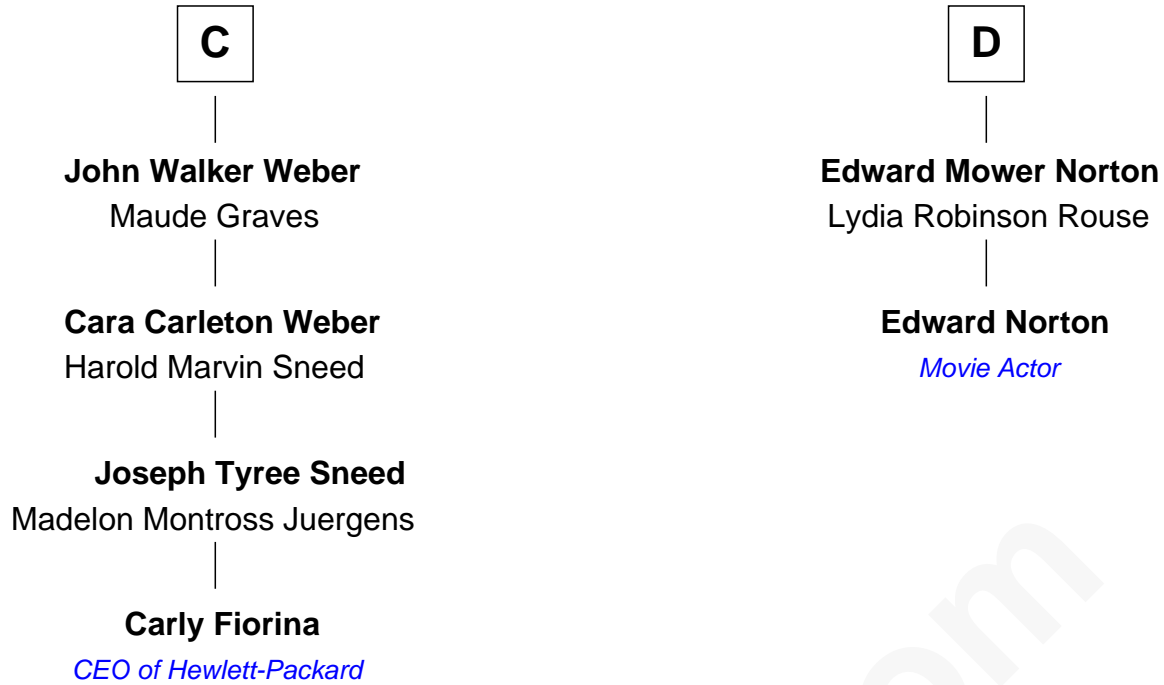 C
John Walker Weber
Maude Graves
Cara Carleton Weber
Harold Marvin Sneed
Joseph Tyree Sneed
Madelon Montross Juergens
Carly Fiorina
CEO of Hewlett-Packard
D
Edward Mower Norton
Lydia Robinson Rouse
Edward Norton
Movie Actor
om